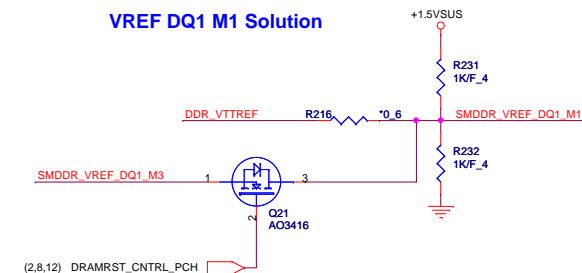 VREF DQ1 M1 Solution
+1.5VSUS
R231
1K/F_4
DDR_VTTREF
R216
*0_6
SMDDR_VREF_DQ1_M1
R232
1K/F_4
SMDDR_VREF_DQ1_M3
1
3
2
Q21
AO3416
(2,8,12) DRAMRST_CNTRL_PCH